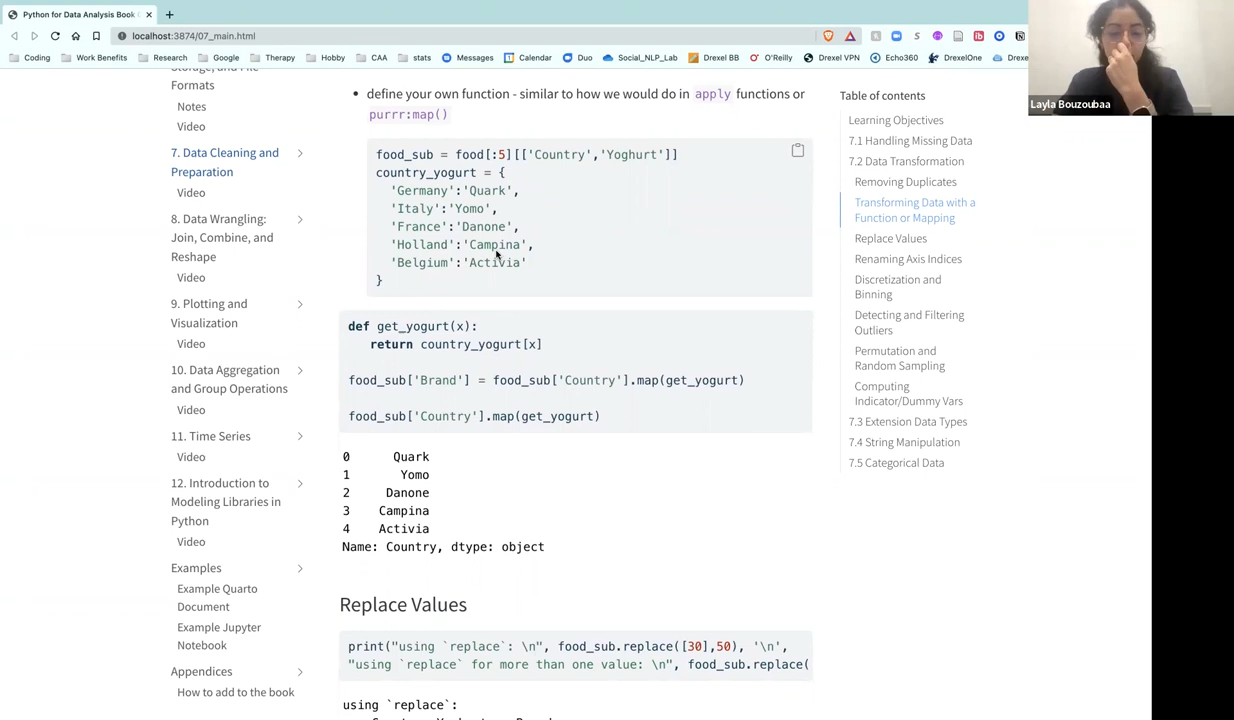 Python for Data Analysis Book
localhost:3874/07_main.html
Coding
Work Benefits
Research
Google
Therapy
Hobby
CAA
stats
Messages
Calendar
Duo
Social_NLP_Lab
Drexel BB
O'Reilly
Drexel VPN
Echo360
DrexelOne
Drexel
Layla Bouzoubaa
Formats
Notes
Video
7. Data Cleaning and
Preparation
Video
8. Data Wrangling:
Join, Combine, and
Reshape
Video
9. Plotting and
Visualization
Video
10. Data Aggregation
and Group Operations
Video
11. Time Series
Video
12. Introduction to
Modeling Libraries in
Python
Video
Examples
Example Quarto
Document
Example Jupyter
Notebook
Appendices
How to add to the book
• define your own function - similar to how we would do in apply functions or
purrr:map()
food_sub = food[:5][['Country','Yoghurt']]
country_yogurt = {
'Germany':'Quark',
'Italy':'Yomo',
'France':'Danone',
'Holland':'Campina',
'Belgium':'Activia'
}
def get_yogurt(x):
return country_yogurt[x]
food_sub['Brand'] = food_sub['Country'].map(get_yogurt)
food_sub['Country'].map(get_yogurt)
0 Quark
1 Yomo
2 Danone
3 Campina
4 Activia
Name: Country, dtype: object
Replace Values
print("using `replace`: \n", food_sub.replace([30],50), '\n',
"using `replace` for more than one value: \n", food_sub.replace(
using `replace`:
Table of contents
Learning Objectives
7.1 Handling Missing Data
7.2 Data Transformation
Removing Duplicates
Transforming Data with a
Function or Mapping
Replace Values
Renaming Axis Indices
Discretization and
Binning
Detecting and Filtering
Outliers
Permutation and
Random Sampling
Computing
Indicator/Dummy Vars
7.3 Extension Data Types
7.4 String Manipulation
7.5 Categorical Data